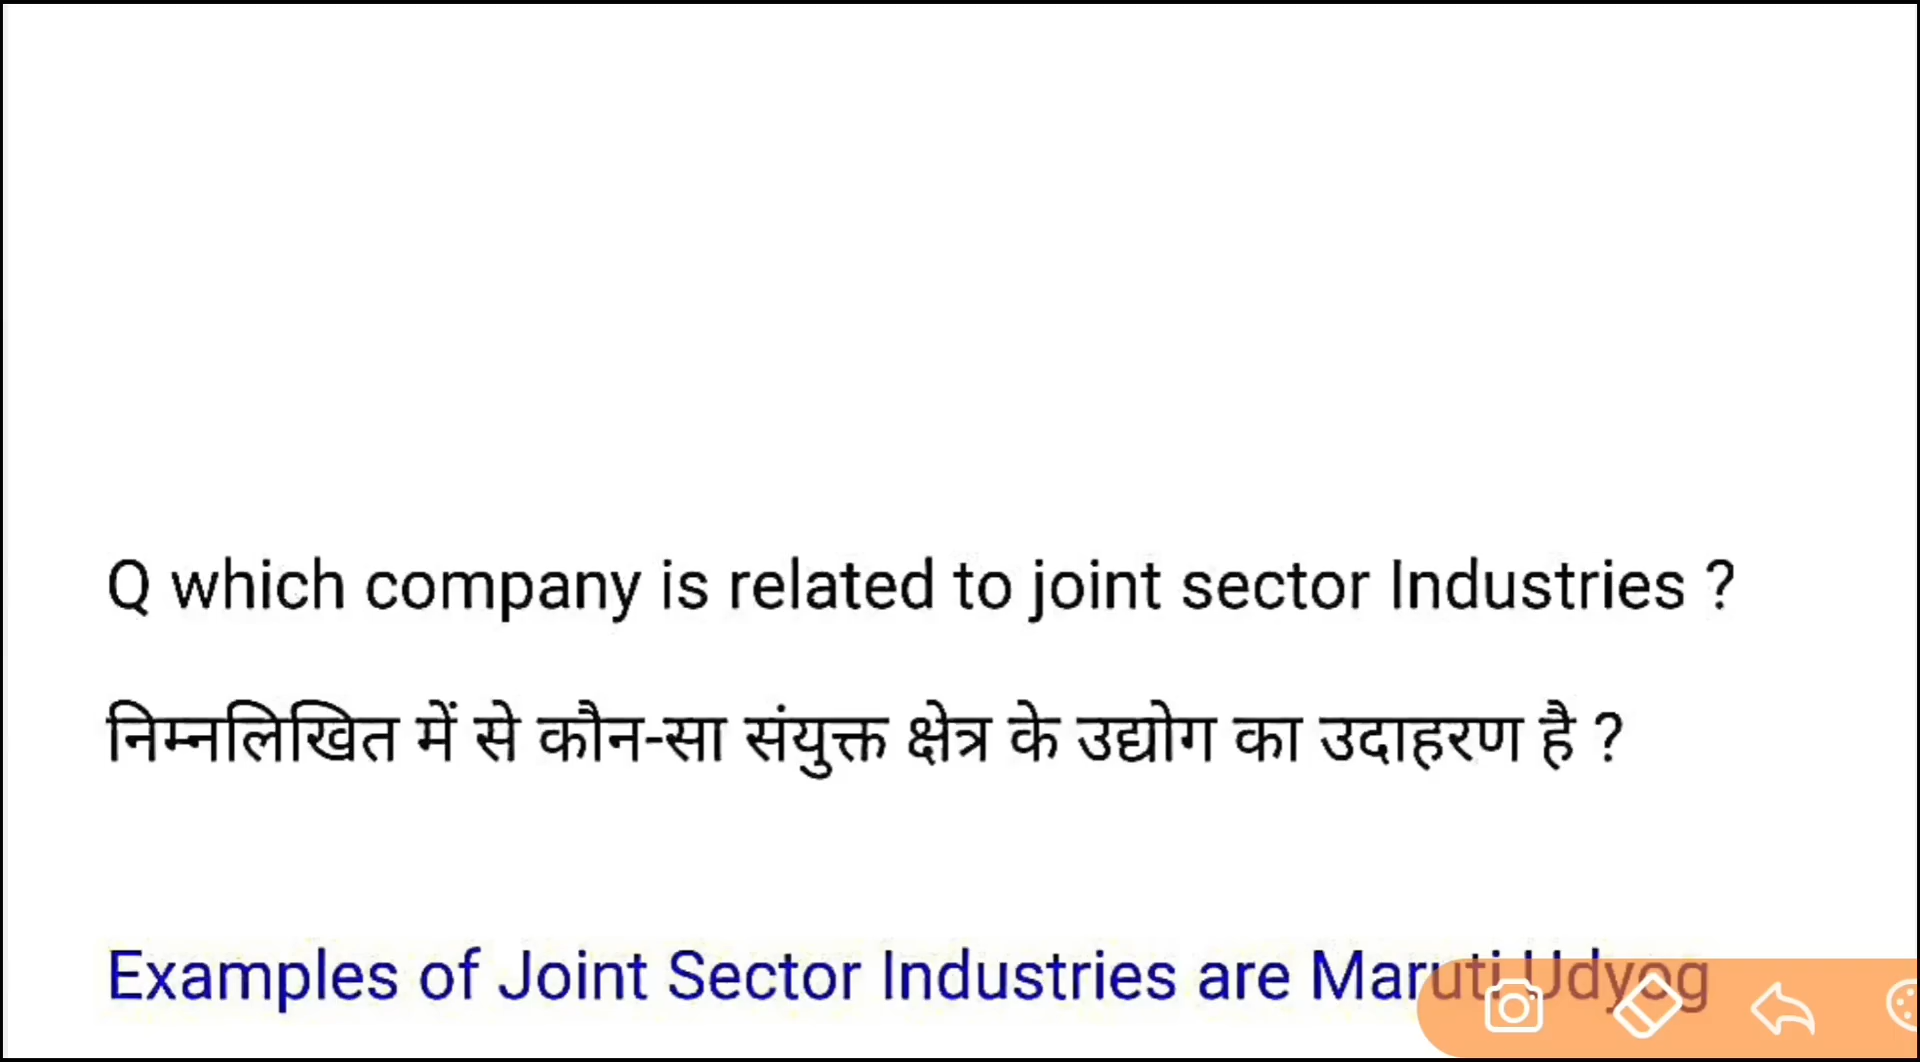 Q which company is related to joint sector Industries ?
निम्नलिखित में से कौन-सा संयुक्त क्षेत्र के उद्योग का उदाहरण है ?
Examples of Joint Sector Industries are Maruti Udyog